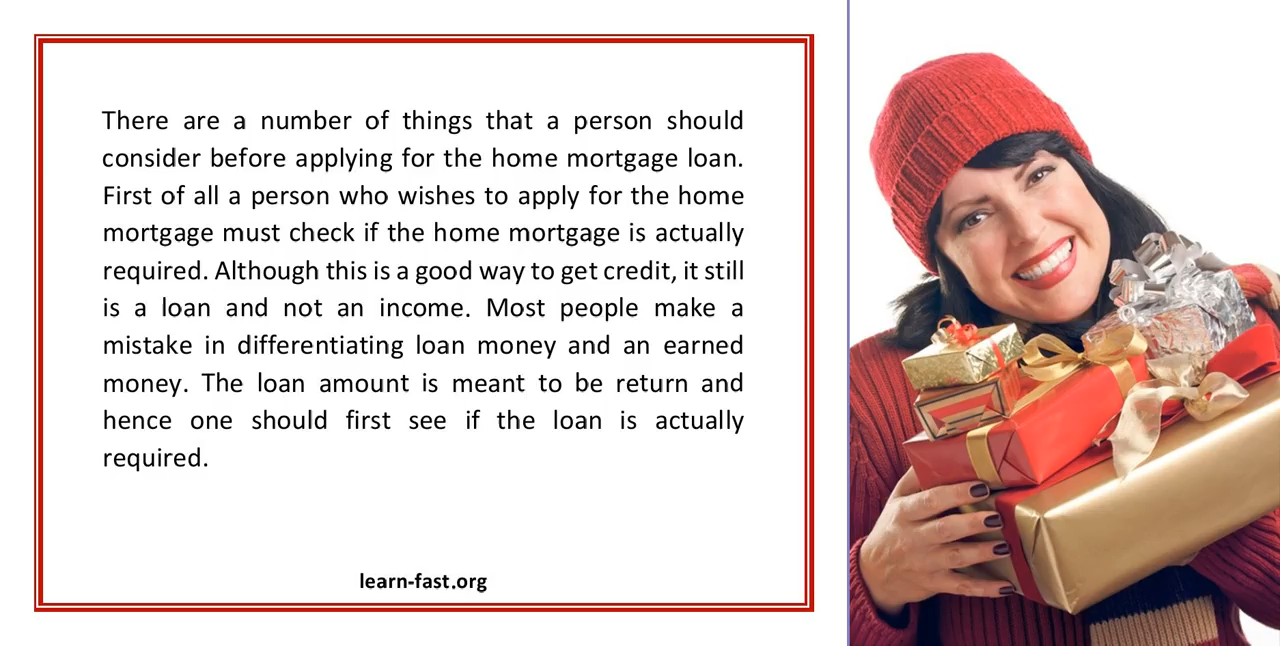 There are a number of things that a person should
consider before applying for the home mortgage loan.
First of all a person who wishes to apply for the home
mortgage must check if the home mortgage is actually
required. Although this is a good way to get credit, it still
is a loan and not an income. Most people make a
mistake in differentiating loan money and an earned
money. The loan amount is meant to be return and
hence one should first see if the loan is actually
required.
learn-fast.org